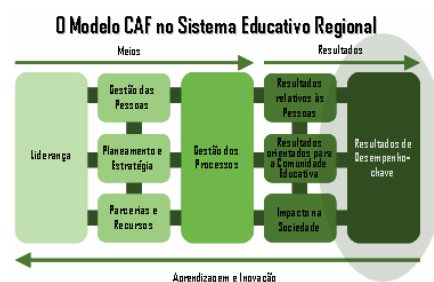 O Modelo CAF no Sistema Educativo Regional
Meios
Resultados
Liderança
Gestão das
Pessoas
Planeamento e
Estratégia
Parcerias e
Recursos
Gestão dos
Processos
Resultados
relativos às
Pessoas
Resultados
orientados para
a Comunidade
Educativa
Impacto na
Sociedade
Resultados de
Desempenho-
chave
Aprendizagem e Inovação